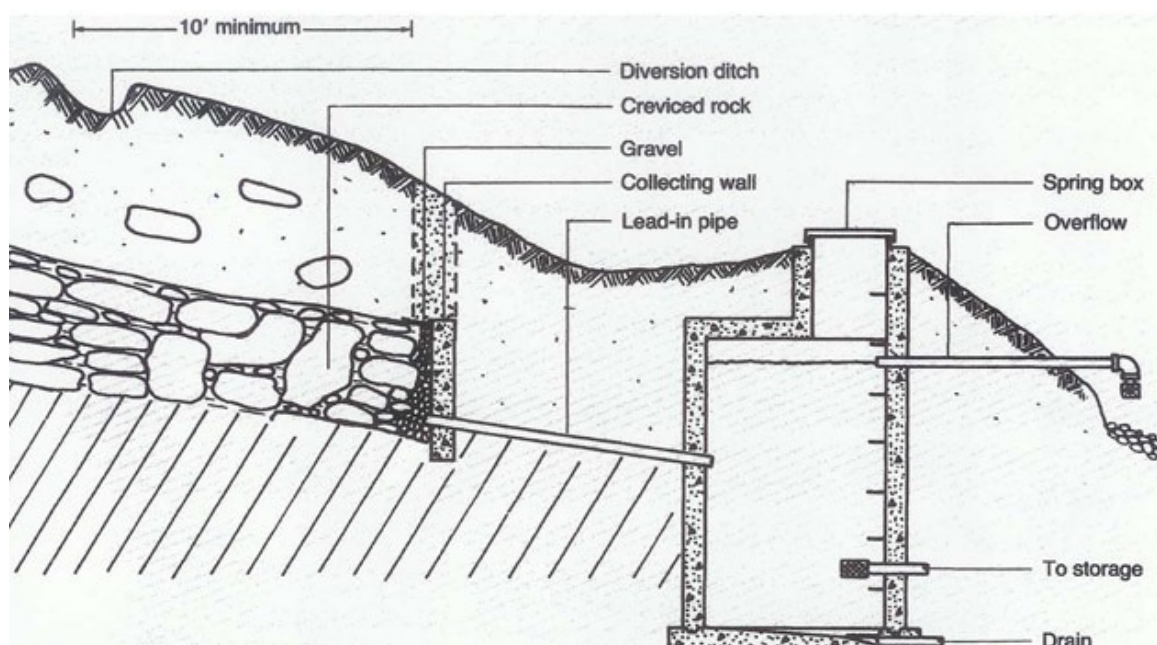 10' minimum
Diversion ditch
Creviced rock
Gravel
Collecting wall
Lead-in pipe
Spring box
Overflow
To storage
Drain